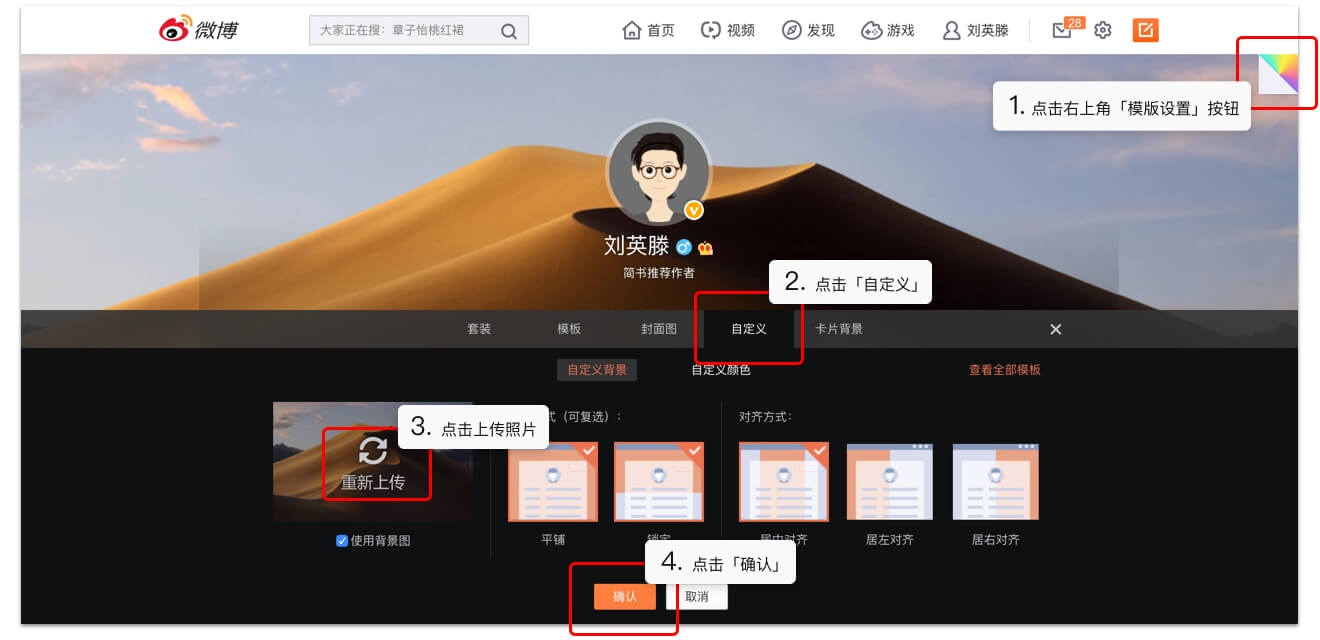 微博
大家正在搜：章子怡桃红裙
首页
视频
发现
游戏
刘英滕
28
1. 点击右上角「模版设置」按钮
刘英滕
简书推荐作者
2. 点击「自定义」
套装
模板
封面图
自定义
卡片背景
自定义背景
自定义颜色
查看全部模板
3. 点击上传照片
式（可复选）：
对齐方式：
重新上传
使用背景图
平铺
锁定
居中对齐
居左对齐
居右对齐
4. 点击「确认」
确认
取消